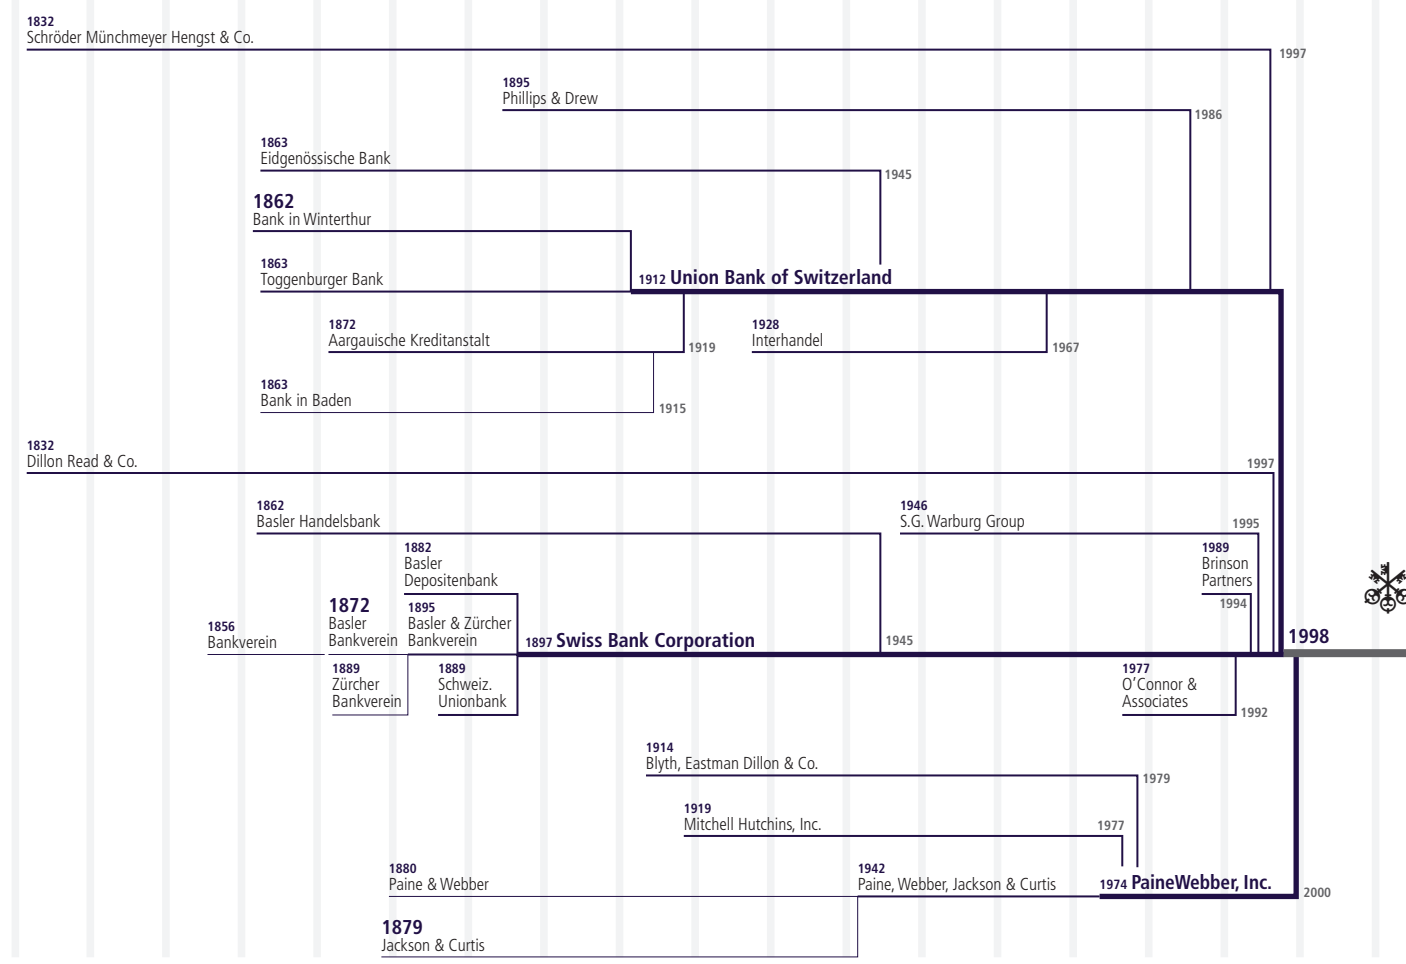 1832
Schröder Münchmeyer Hengst & Co.
1997
1895
Phillips & Drew
1986
1863
Eidgenössische Bank
1945
1862
Bank in Winterthur
1863
Toggenburger Bank
1912 Union Bank of Switzerland
1872
Aargauische Kreditanstalt
1919
1928
Interhandel
1967
1863
Bank in Baden
1915
1832
Dillon Read & Co.
1997
1862
Basler Handelsbank
1945
1946
S.G. Warburg Group
1995
1882
Basler
Depositenbank
1989
Brinson
Partners
1994
1856
Bankverein
1872
Basler
Bankverein
1895
Basler & Zürcher
Bankverein
1897 Swiss Bank Corporation
1998
1889
Zürcher
Bankverein
1889
Schweiz.
Unionbank
1977
O’Connor &
Associates
1992
1914
Blyth, Eastman Dillon & Co.
1979
1919
Mitchell Hutchins, Inc.
1977
1880
Paine & Webber
1942
Paine, Webber, Jackson & Curtis
1974 PaineWebber, Inc.
2000
1879
Jackson & Curtis